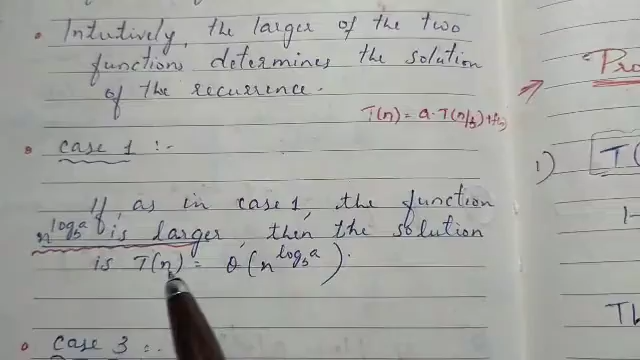 Intuitively, the larger of the two
functions determines the solution
of the recurrence.
T(n) = a.T(n/b)+f(n)
case 1 :-
If, as in case 1, the function
n^log_b a is larger, then the solution
is T(n) = θ(n^log_b a).
case 3 :-
Pro
1)
T(